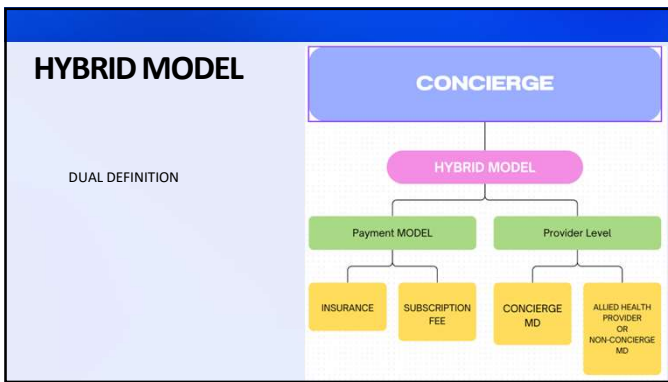 HYBRID MODEL
DUAL DEFINITION
CONCIERGE
HYBRID MODEL
Payment MODEL
Provider Level
INSURANCE
SUBSCRIPTION
FEE
CONCIERGE
MD
ALLIED HEALTH
PROVIDER
OR
NON-CONCIERGE
MD